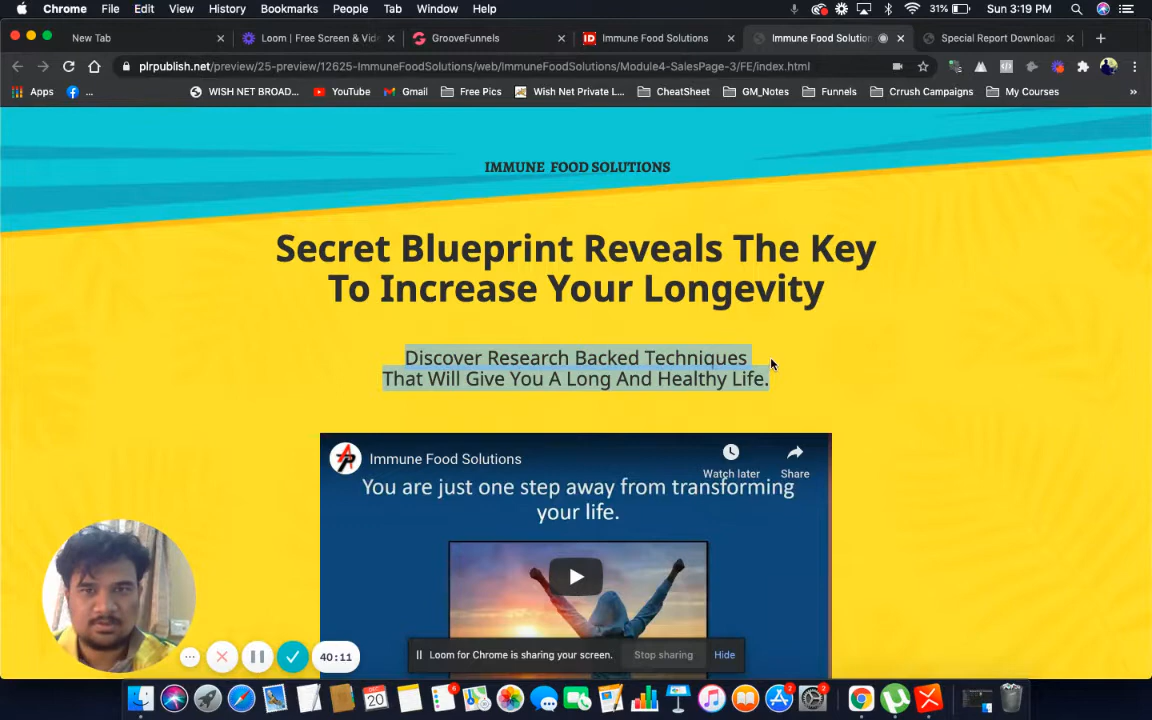 Chrome File Edit View History Bookmarks People Tab Window Help 31% Sun 3:19 PM
New Tab Loom | Free Screen & Vid GrooveFunnels Immune Food Solutions Immune Food Solution Special Report Download
plrpublish.net/preview/25-preview/12625-ImmuneFoodSolutions/web/ImmuneFoodSolutions/Module4-SalesPage-3/FE/index.html
Apps ... WISH NET BROAD... YouTube Gmail Free Pics Wish Net Private L... CheatSheet GM_Notes Funnels Crrush Campaigns My Courses »
IMMUNE FOOD SOLUTIONS
Secret Blueprint Reveals The Key
To Increase Your Longevity
Discover Research Backed Techniques
That Will Give You A Long And Healthy Life.
Immune Food Solutions
Watch later Share
You are just one step away from transforming
your life.
40:11
Loom for Chrome is sharing your screen. Stop sharing Hide
DEC
20